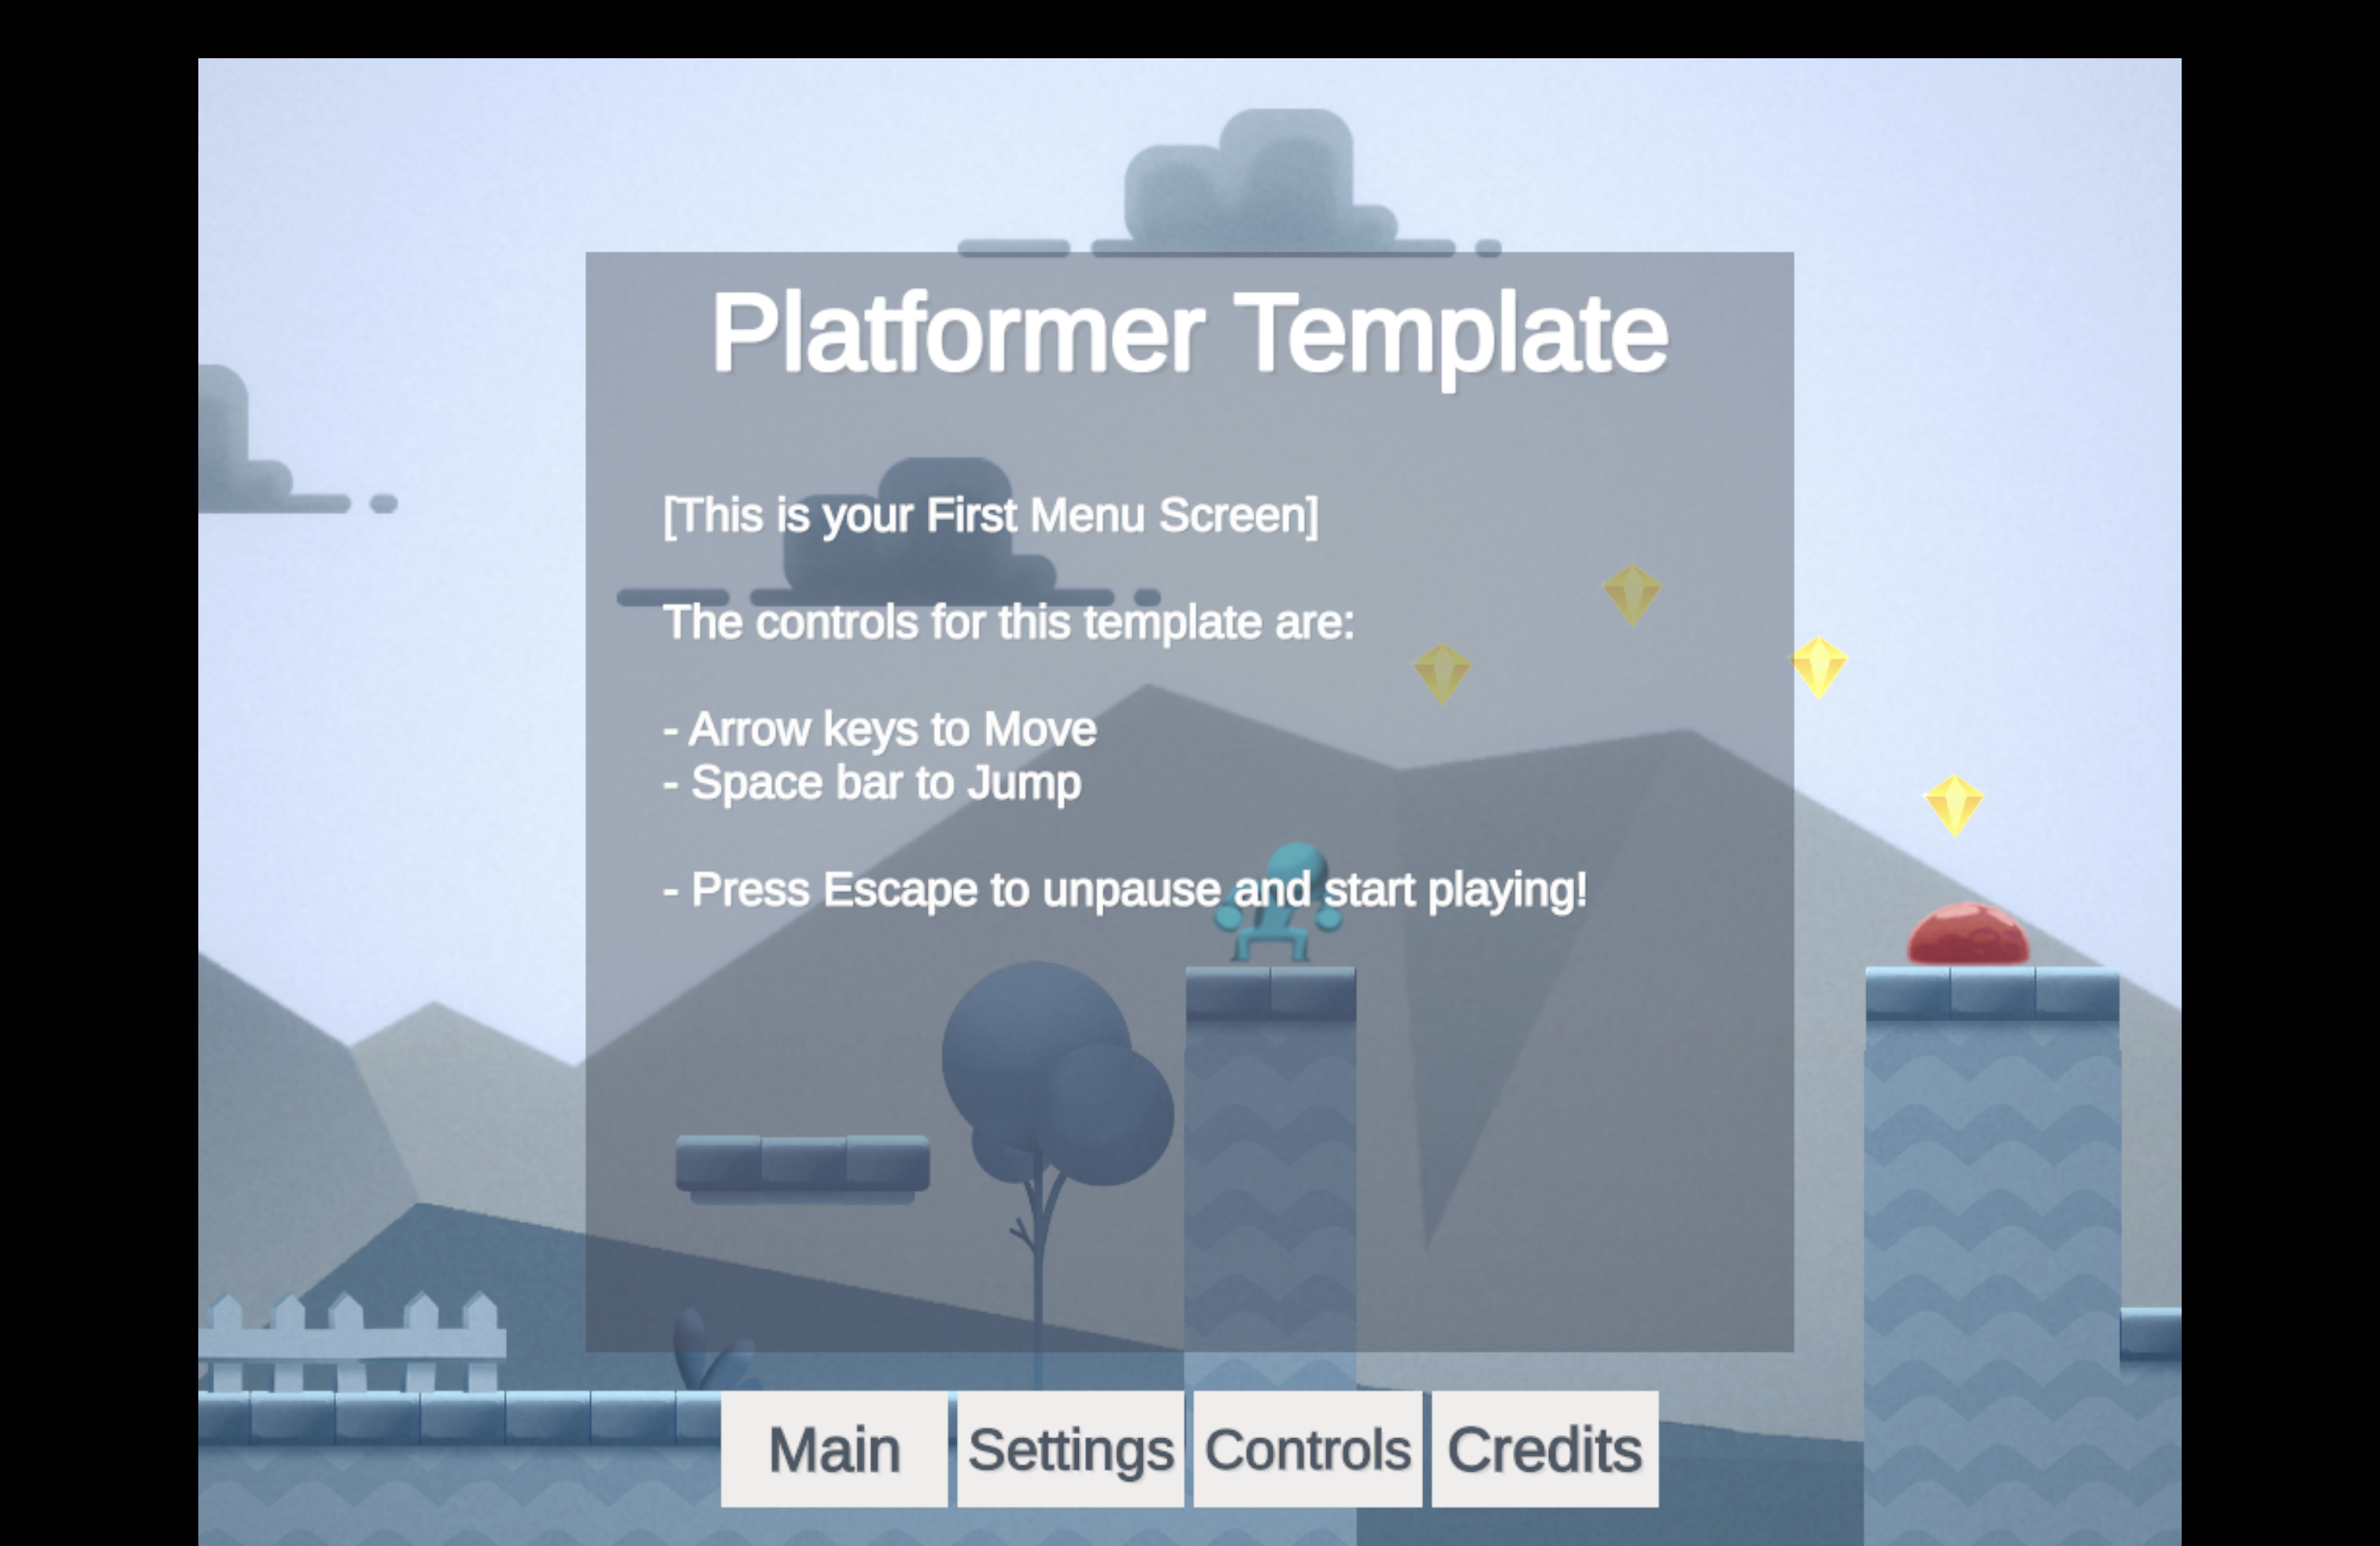 Platformer Template
[This is your First Menu Screen]
The controls for this template are:
- Arrow keys to Move
- Space bar to Jump
- Press Escape to unpause and start playing!
Main
Settings
Controls
Credits